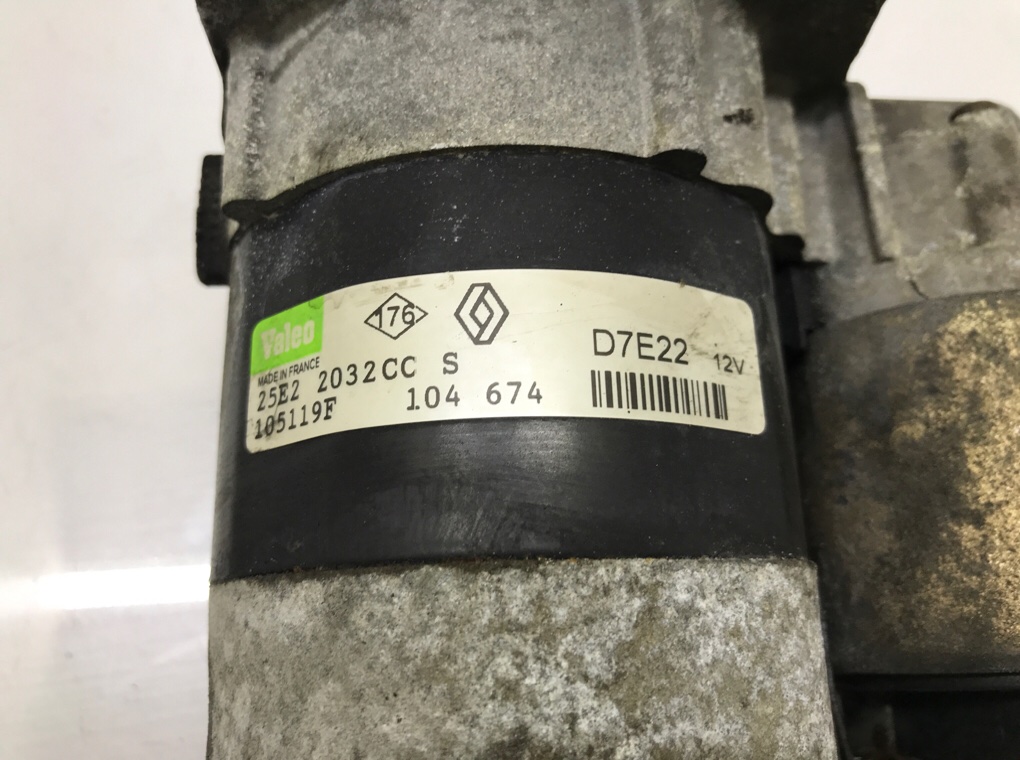 Valeo
176
D7E22 12V
MADE IN FRANCE
25E2 2032CC S
105119F 104 674